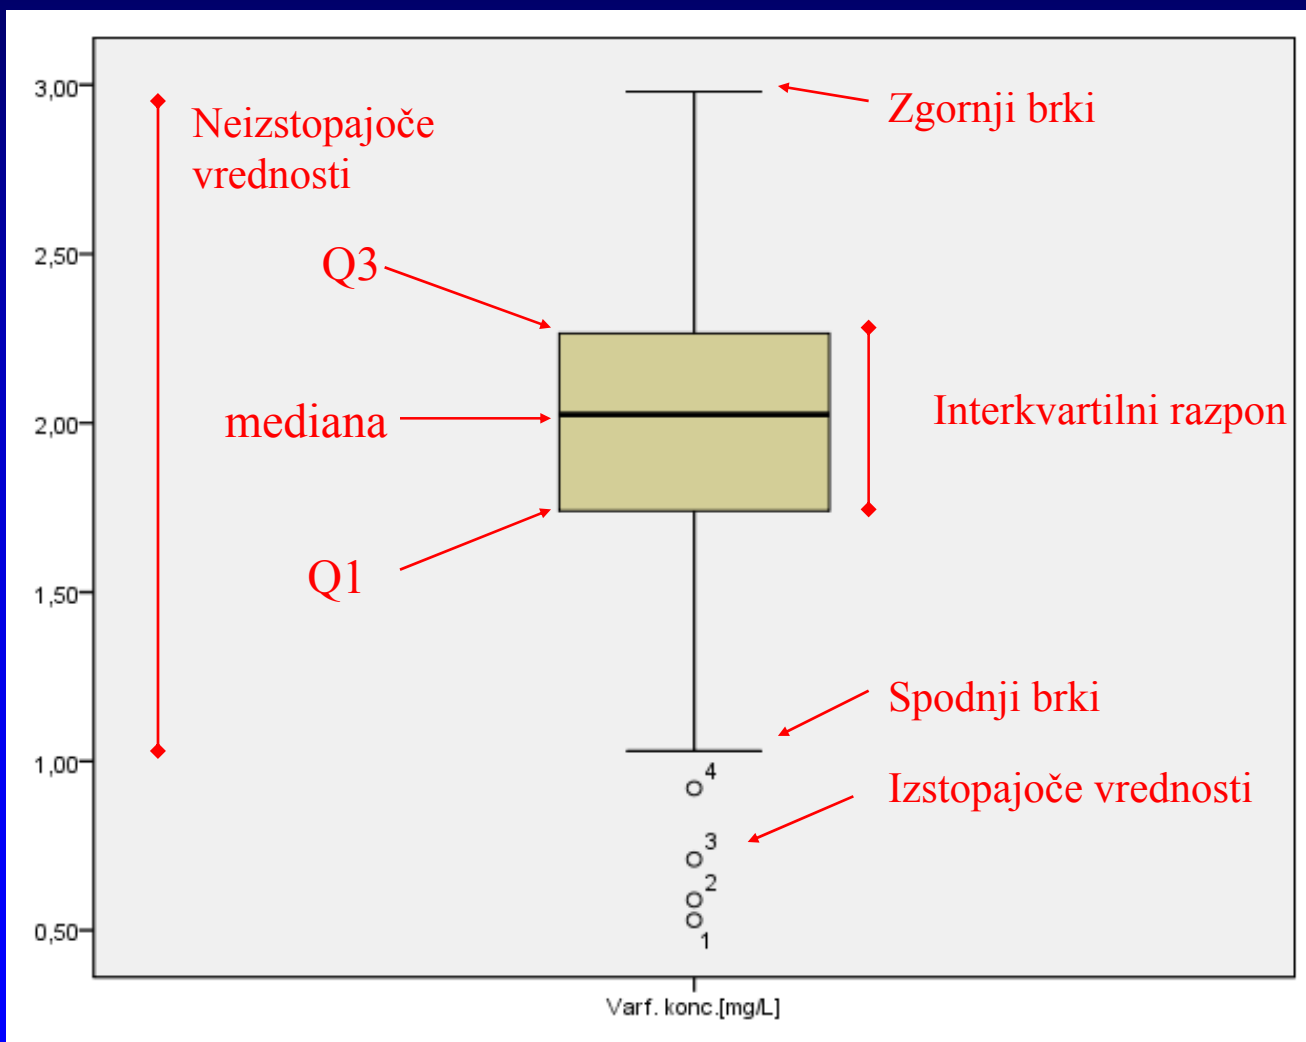 3,00
2,50
2,00
1,50
1,00
0,50
Neizstopajoče
vrednosti
Zgornji brki
Q3
mediana
Interkvartilni razpon
Q1
Spodnji brki
Izstopajoče vrednosti
4
3
2
1
Varf. konc.[mg/L]